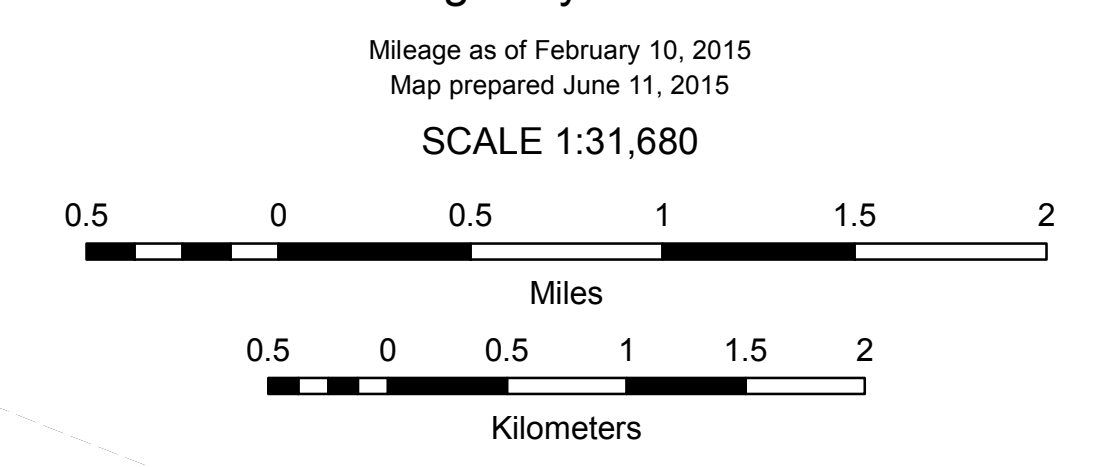 Mileage as of February 10, 2015
Map prepared June 11, 2015
SCALE 1:31,680
0.5 0 0.5 1 1.5 2
Miles
0.5 0 0.5 1 1.5 2
Kilometers